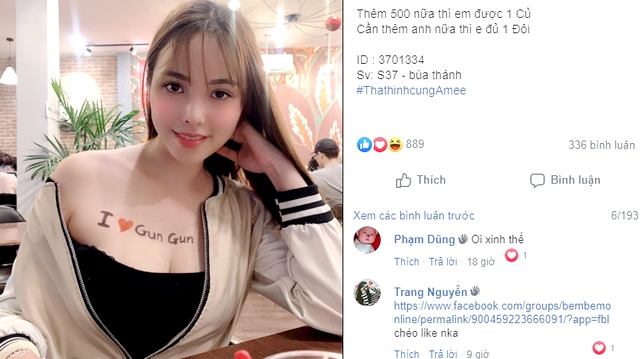 I ❤ Gun Gun
Thêm 500 nữa thì em được 1 Củ
Cần thêm anh nữa thì e đủ 1 Đôi
ID : 3701334
Sv: S37 - búa thánh
#ThathinhcungAmee
889
336 bình luận
Thích
Bình luận
Xem các bình luận trước
6/193
Phạm Dũng 👋 Oi xinh thế
1
Thích · Trả lời · 18 giờ
Trang Nguyễn 👋
https://www.facebook.com/groups/bembemo
nline/permalink/900459223666091/?app=fbl
chéo like nka
1
Thích · Trả lời · 9 giờ